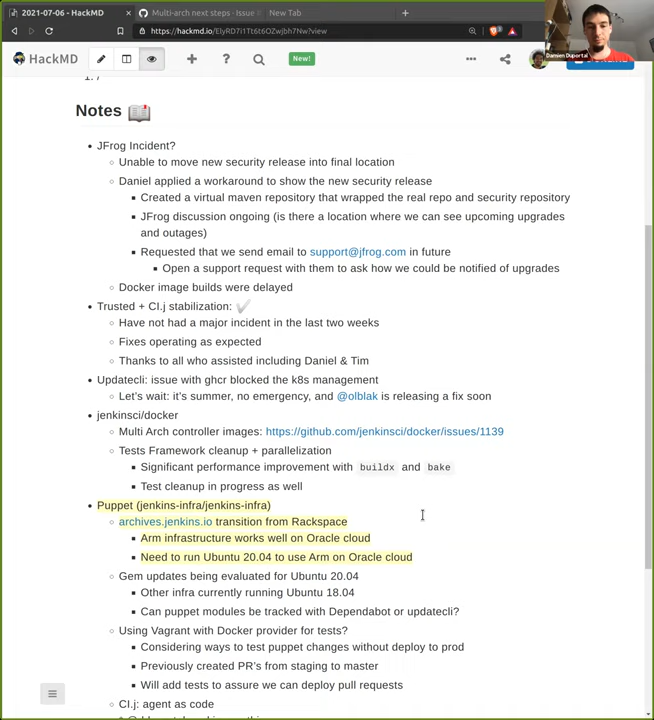 2021-07-06 - HackMD
Multi-arch next steps · Issue
New Tab
https://hackmd.io/ElyRD7i1Tt6t6OZwjbh7Nw?view
HackMD
New!
Damien Duportal
Notes
JFrog Incident?
Unable to move new security release into final location
Daniel applied a workaround to show the new security release
Created a virtual maven repository that wrapped the real repo and security repository
JFrog discussion ongoing (is there a location where we can see upcoming upgrades
and outages)
Requested that we send email to support@jfrog.com in future
Open a support request with them to ask how we could be notified of upgrades
Docker image builds were delayed
Trusted + CI.j stabilization: ✔️
Have not had a major incident in the last two weeks
Fixes operating as expected
Thanks to all who assisted including Daniel & Tim
Updatecli: issue with ghcr blocked the k8s management
Let's wait: it's summer, no emergency, and @olblak is releasing a fix soon
jenkinsci/docker
Multi Arch controller images: https://github.com/jenkinsci/docker/issues/1139
Tests Framework cleanup + parallelization
Significant performance improvement with buildx and bake
Test cleanup in progress as well
Puppet (jenkins-infra/jenkins-infra)
archives.jenkins.io transition from Rackspace
Arm infrastructure works well on Oracle cloud
Need to run Ubuntu 20.04 to use Arm on Oracle cloud
Gem updates being evaluated for Ubuntu 20.04
Other infra currently running Ubuntu 18.04
Can puppet modules be tracked with Dependabot or updatecli?
Using Vagrant with Docker provider for tests?
Considering ways to test puppet changes without deploy to prod
Previously created PR's from staging to master
Will add tests to assure we can deploy pull requests
CI.j: agent as code